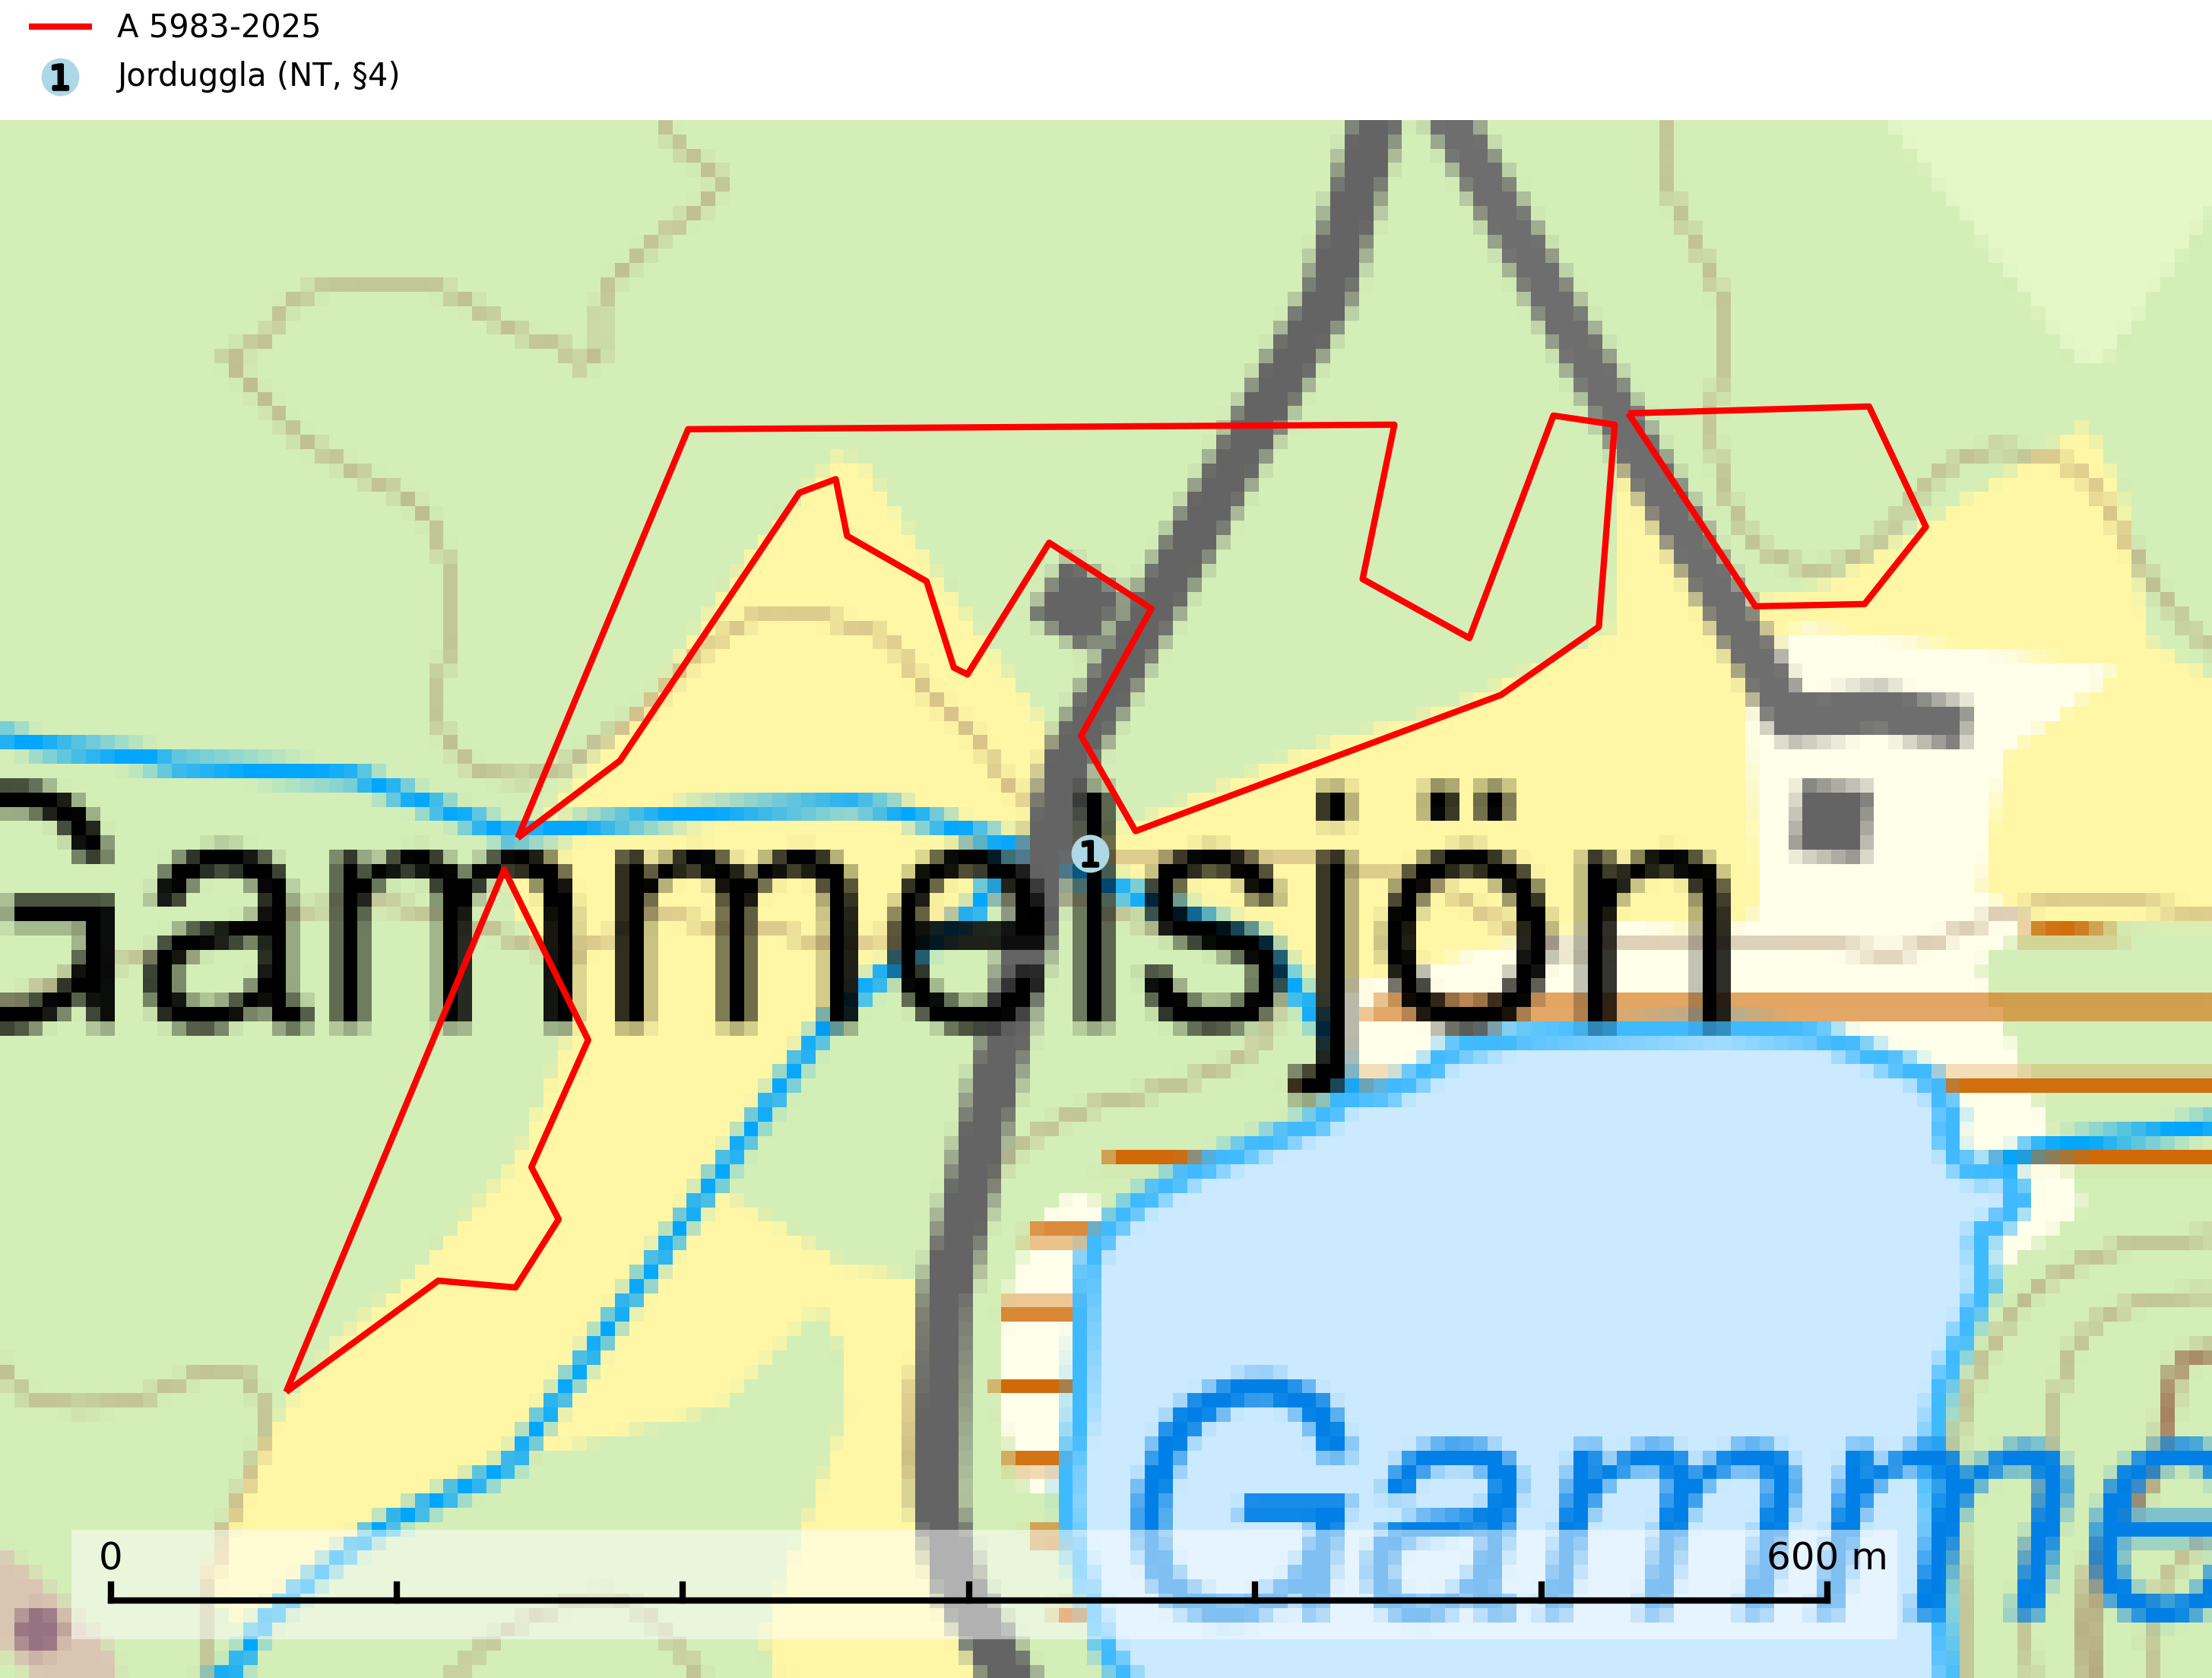 A 5983-2025
1 Jorduggla (NT, §4)
1
Gammelsjön
Gamme
0 600 m